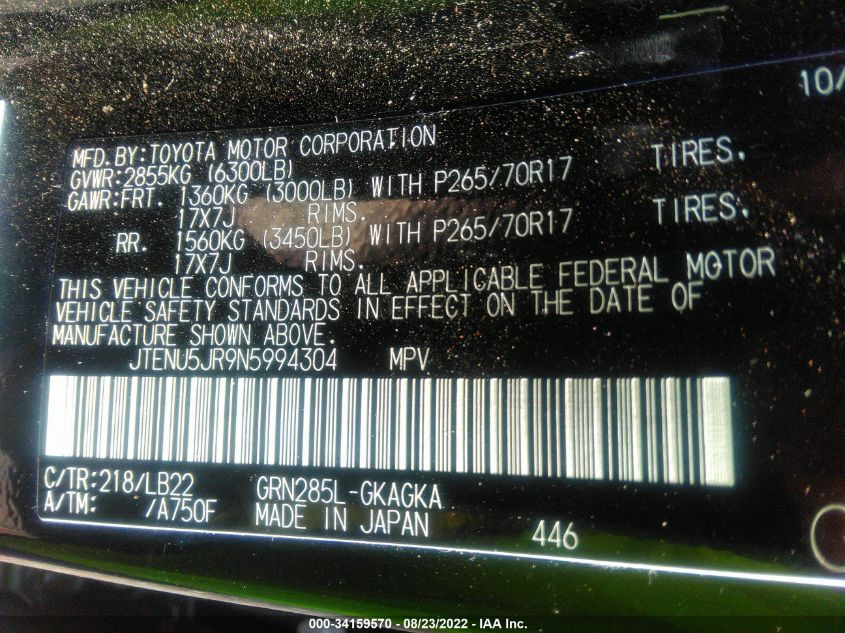 10/
MFD.BY:TOYOTA MOTOR CORPORATION
GVWR:2855KG (6300LB)
GAWR:FRT. 1360KG (3000LB) WITH P265/70R17 TIRES.
17X7J RIMS.
RR. 1560KG (3450LB) WITH P265/70R17 TIRES.
17X7J RIMS.
THIS VEHICLE CONFORMS TO ALL APPLICABLE FEDERAL MOTOR
VEHICLE SAFETY STANDARDS IN EFFECT ON THE DATE OF
MANUFACTURE SHOWN ABOVE.
JTENU5JR9N5994304 MPV
C/TR:218/LB22 GRN285L-GKAGKA
A/TM: /A750F MADE IN JAPAN 446
000-34159570 - 08/23/2022 - IAA Inc.